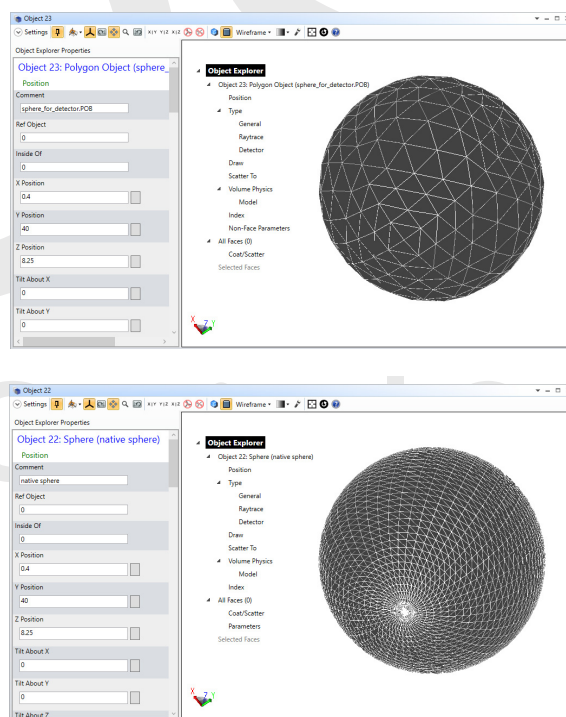 Object 23
Settings
X|Y Y|Z X|Z
Wireframe
Object Explorer Properties
Object 23: Polygon Object (sphere_
Position
Comment
sphere_for_detector.POB
Ref Object
0
Inside Of
0
X Position
0.4
Y Position
40
Z Position
8.25
Tilt About X
0
Tilt About Y
0
Object Explorer
Object 23: Polygon Object (sphere_for_detector.POB)
Position
Type
General
Raytrace
Detector
Draw
Scatter To
Volume Physics
Model
Index
Non-Face Parameters
All Faces (0)
Coat/Scatter
Selected Faces
X Z Y
Object 22
Settings
X|Y Y|Z X|Z
Wireframe
Object Explorer Properties
Object 22: Sphere (native sphere)
Position
Comment
native sphere
Ref Object
0
Inside Of
0
X Position
0.4
Y Position
40
Z Position
8.25
Tilt About X
0
Tilt About Y
0
Tilt About Z
Object Explorer
Object 22: Sphere (native sphere)
Position
Type
General
Raytrace
Detector
Draw
Scatter To
Volume Physics
Model
Index
All Faces (0)
Coat/Scatter
Parameters
Selected Faces
X Z Y